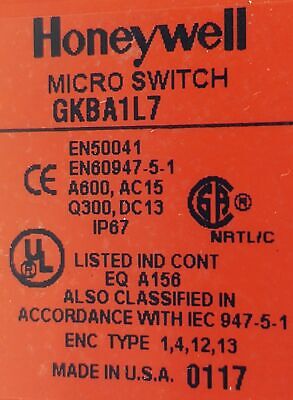 Honeywell
MICRO SWITCH
GKBA1L7
EN50041
EN60947-5-1
CE A600, AC15
Q300, DC13
IP67
SA ®
NRTL/C
UL ®
LISTED IND CONT
EQ A156
ALSO CLASSIFIED IN
ACCORDANCE WITH IEC 947-5-1
ENC TYPE 1,4,12,13
MADE IN U.S.A. 0117